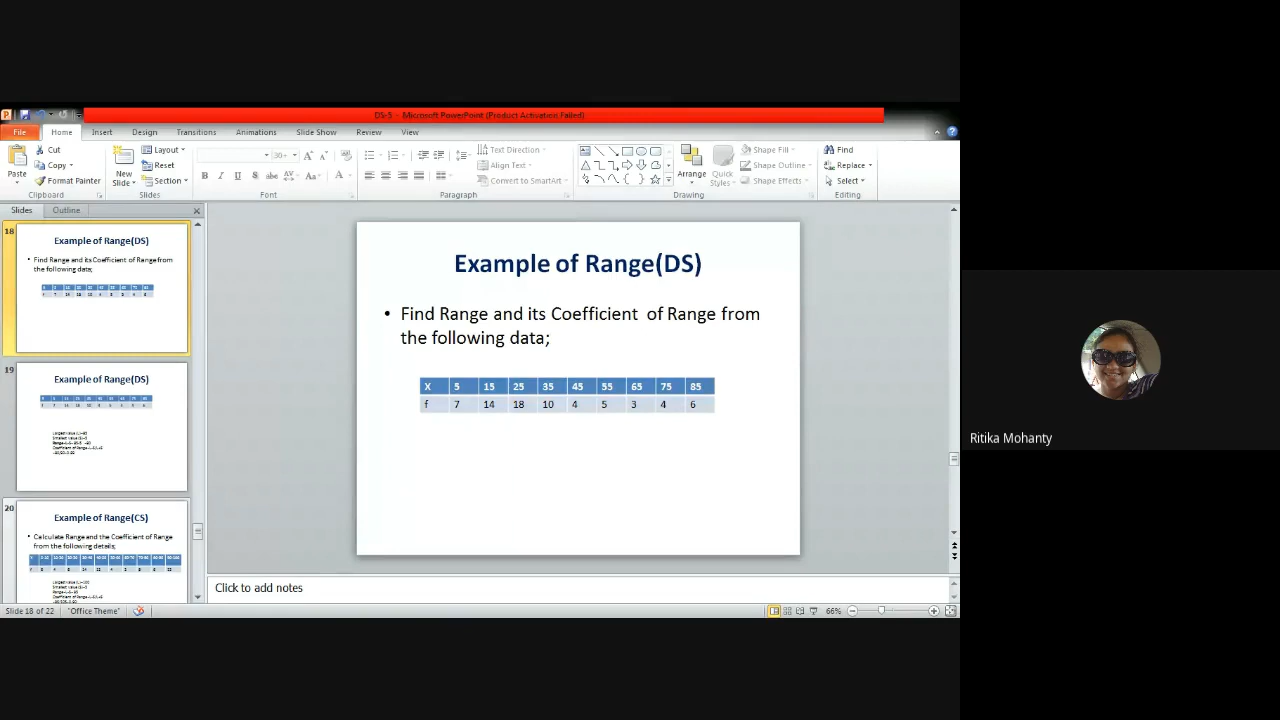 DS-5 - Microsoft PowerPoint (Product Activation Failed)
File Home Insert Design Transitions Animations Slide Show Review View
Paste
Cut
Copy
Format Painter
Clipboard
New Slide
Layout
Reset
Section
Slides
Font
Text Direction
Align Text
Convert to SmartArt
Paragraph
Arrange
Quick Styles
Shape Fill
Shape Outline
Shape Effects
Drawing
Find
Replace
Select
Editing
Slides Outline
18
Example of Range(DS)
• Find Range and its Coefficient of Range from
the following data;
19
Example of Range(DS)
20
Example of Range(CS)
• Calculate Range and the Coefficient of Range
from the following details;
Example of Range(DS)
• Find Range and its Coefficient of Range from
the following data;
X 5 15 25 35 45 55 65 75 85
f 7 14 18 10 4 5 3 4 6
Click to add notes
Slide 18 of 22 "Office Theme" 66%
Ritika Mohanty